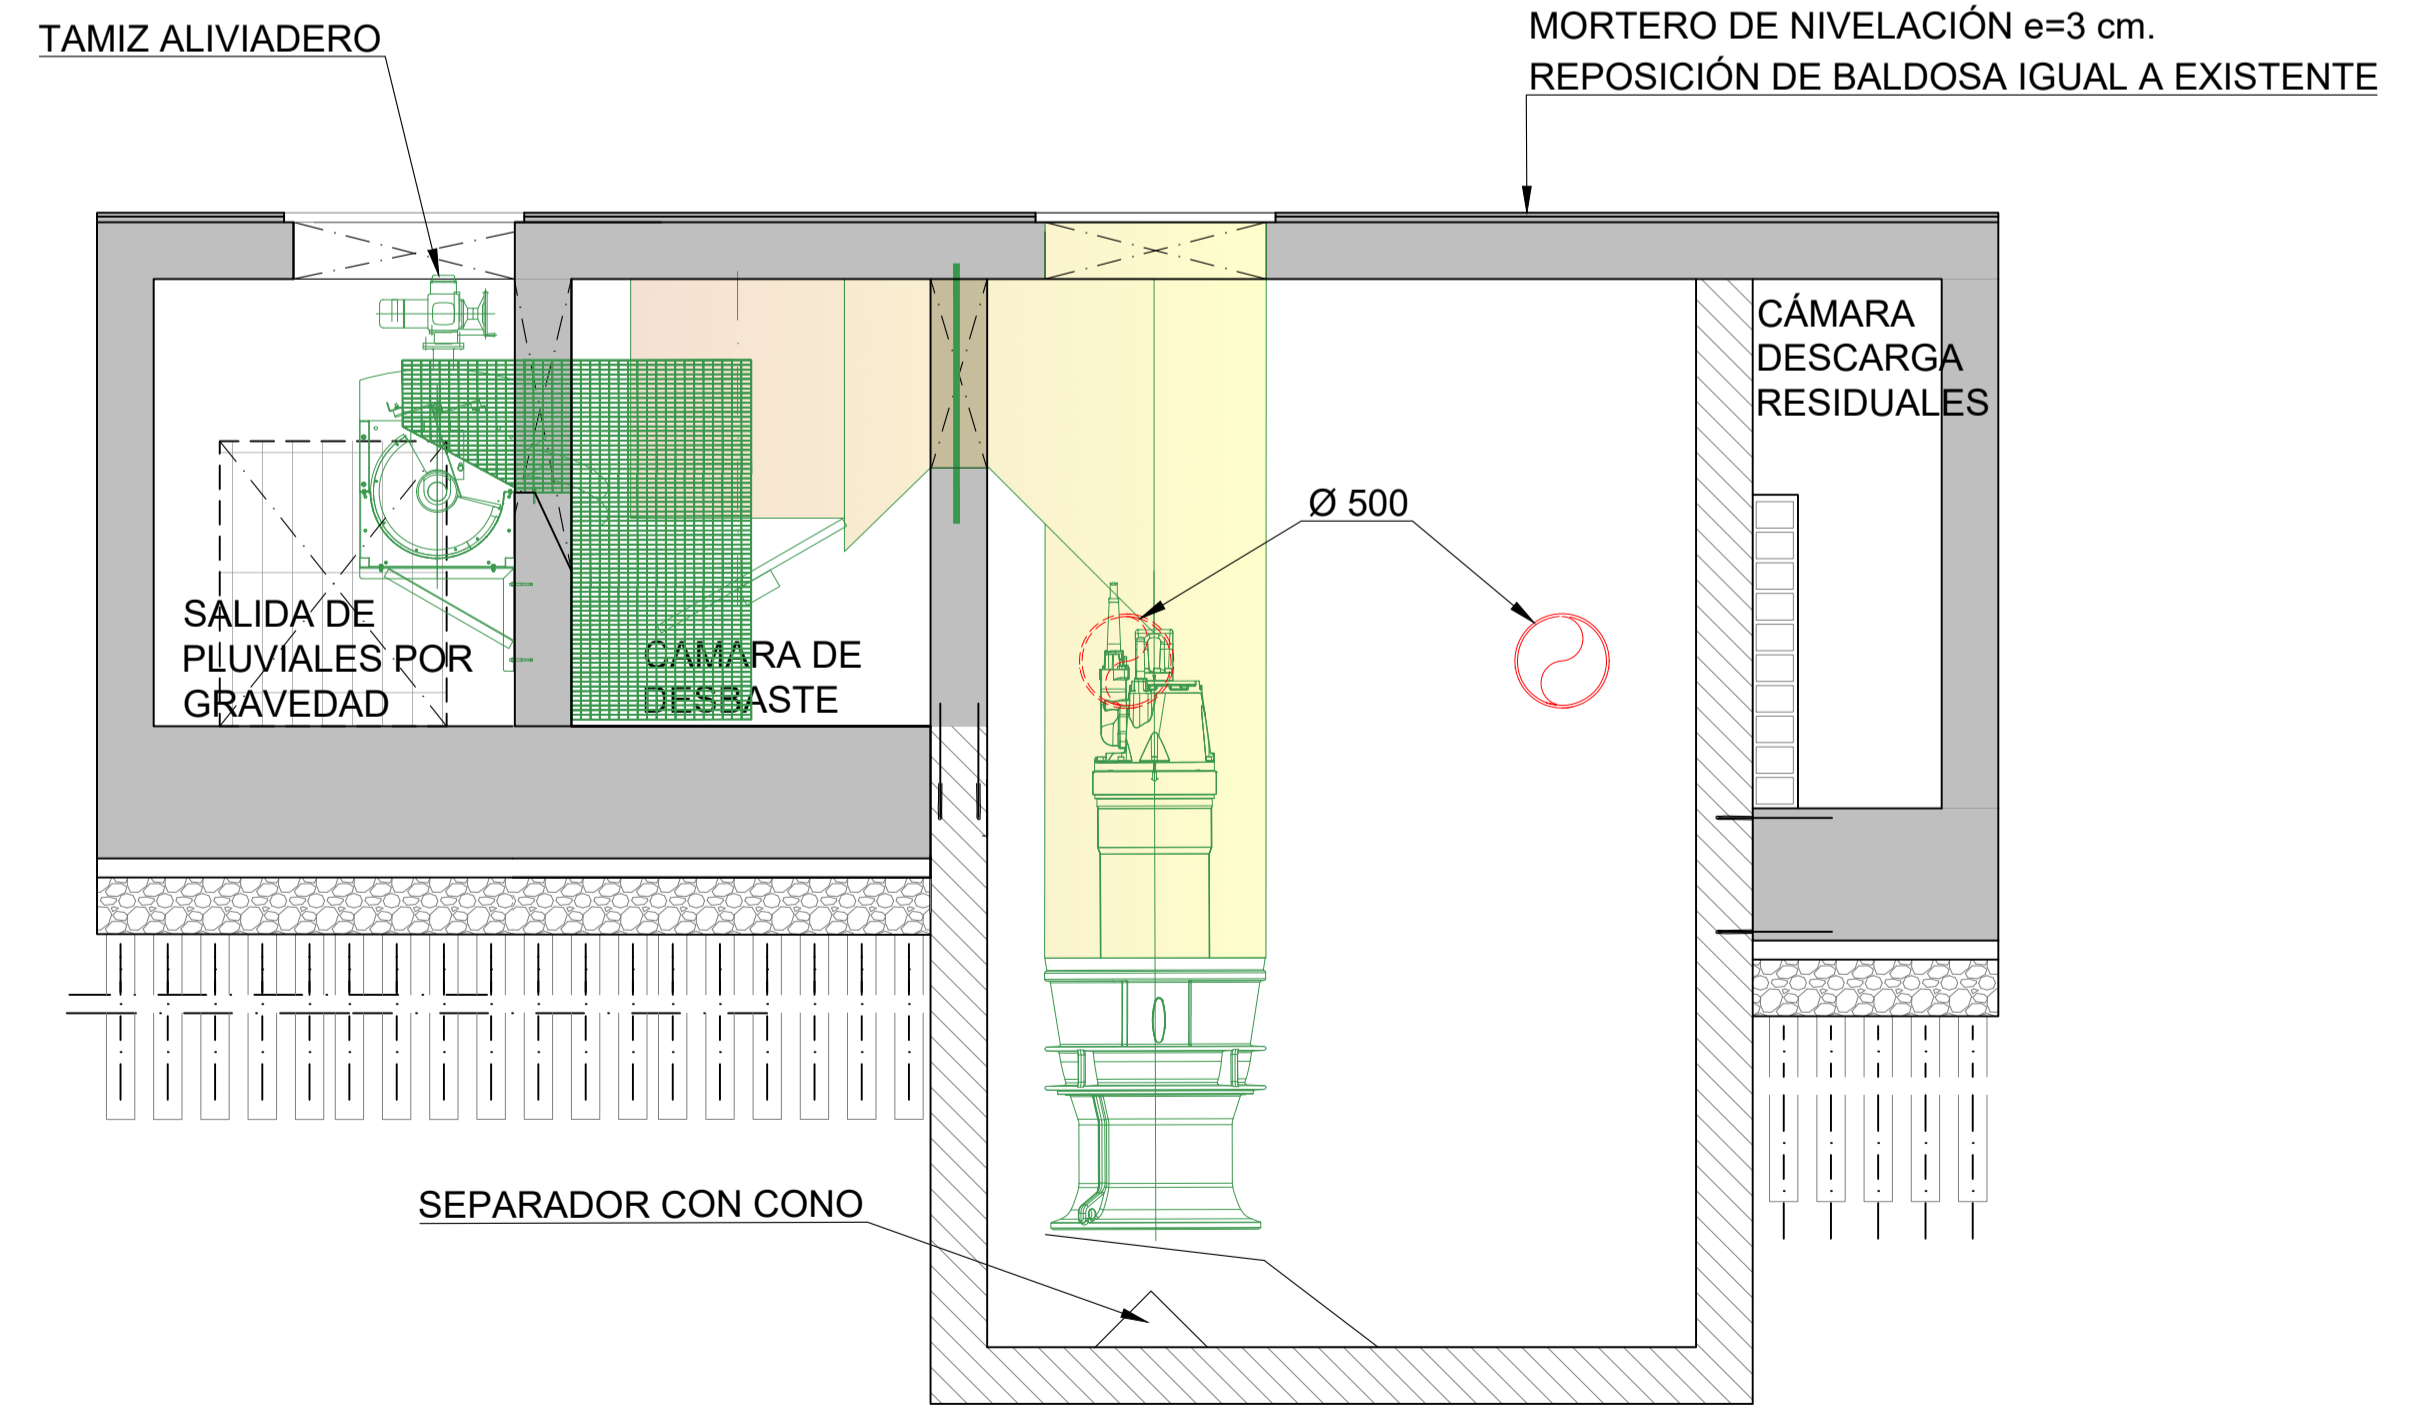 TAMIZ ALIVIADERO
MORTERO DE NIVELACIÓN e=3 cm.
REPOSICIÓN DE BALDOSA IGUAL A EXISTENTE
CÁMARA
DESCARGA
RESIDUALES
Ø 500
SALIDA DE
PLUVIALES POR
GRAVEDAD
CAMARA DE
DESBASTE
SEPARADOR CON CONO